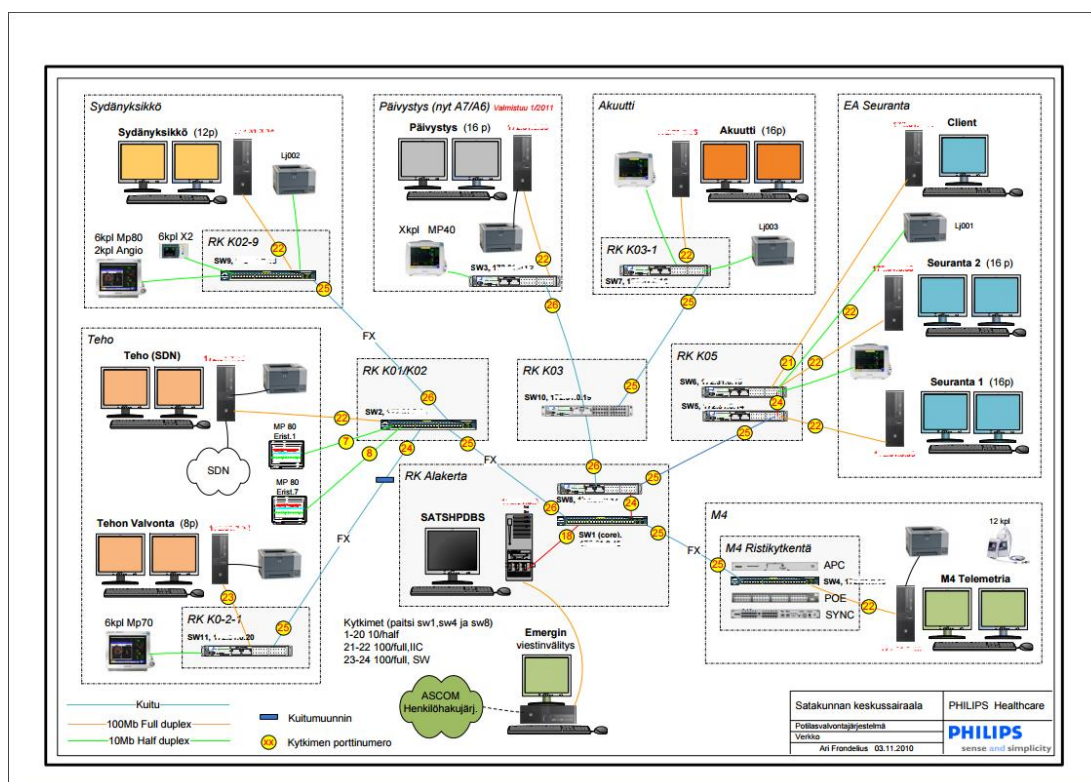 Sydänyksikkö
Sydänyksikkö (12p)
Lj002
6kpl Mp80
2kpl Angio
6kpl X2
RK K02-9
SW9,
22
25
FX
Päivystys (nyt A7/A6) Valmistuu 1/2011
Päivystys (16 p)
Xkpl MP40
SW3,
22
26
Akuutti
Akuutti (16p)
Lj003
RK K03-1
SW7,
22
25
EA Seuranta
Client
Lj001
Seuranta 2 (16 p)
22
Seuranta 1 (16p)
22
22
RK K05
21
SW6,
24
SW5,
25
Teho
Teho (SDN)
SDN
22
MP 80
Erist.1
7
MP 80
Erist.7
8
RK K01/K02
26
SW2,
24
25
FX
FX
Tehon Valvonta (8p)
23
6kpl Mp70
RK K0-2-1
SW11,
25
RK K03
25
SW10,
RK Alakerta
26
25
SATSHPDBS
SW8,
24
26
SW1 (core).
18
25
FX
M4
M4 Ristikytkentä
25
APC
SW4,
POE
SYNC
22
12 kpl
M4 Telemetria
Kytkimet (paitsi sw1,sw4 ja sw8)
1-20 10/half
21-22 100/full,IIC
23-24 100/full, SW
Emergin
viestinvälitys
ASCOM
Henkilöhakujärj.
Kuitu
100Mb Full duplex
10Mb Half duplex
Kuitumuunnin
xx Kytkimen porttinumero
Satakunnan keskussairaala
PHILIPS Healthcare
Potilasvalvontajärjestelmä
Verkko
Ari Frondelius 03.11.2010
PHILIPS
sense and simplicity